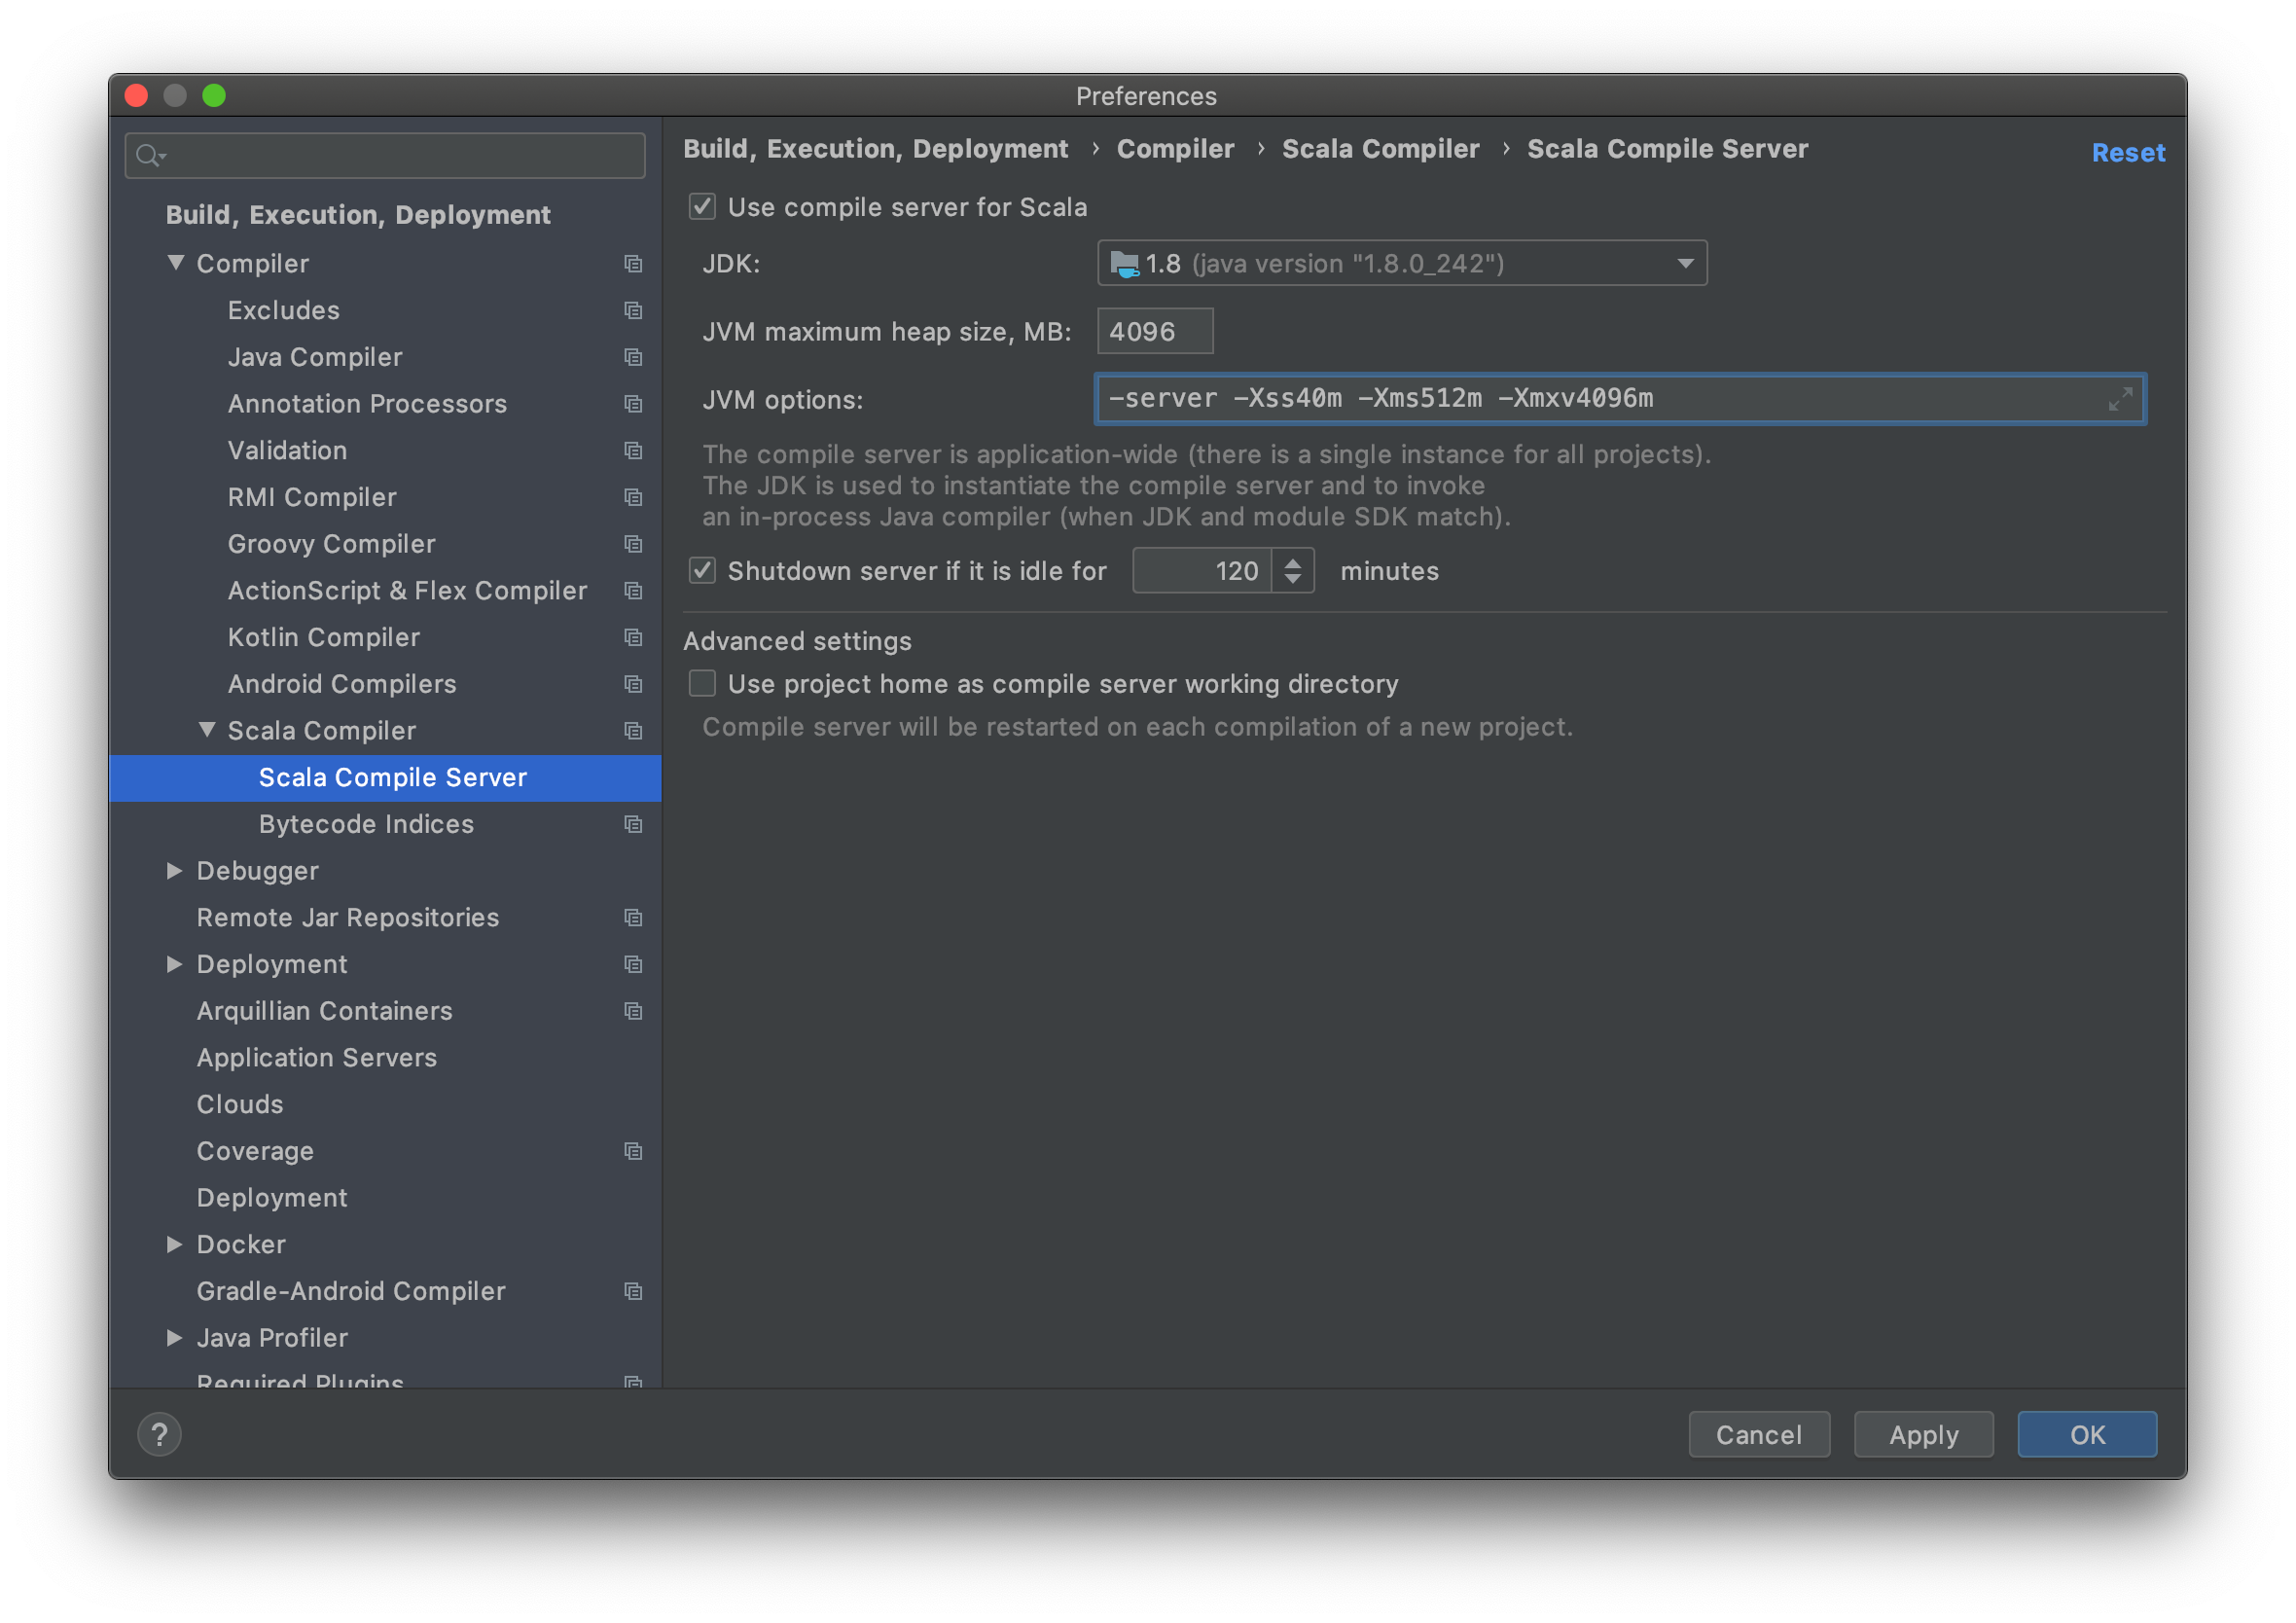 Preferences
Build, Execution, Deployment
Compiler
Excludes
Java Compiler
Annotation Processors
Validation
RMI Compiler
Groovy Compiler
ActionScript & Flex Compiler
Kotlin Compiler
Android Compilers
Scala Compiler
Scala Compile Server
Bytecode Indices
Debugger
Remote Jar Repositories
Deployment
Arquillian Containers
Application Servers
Clouds
Coverage
Deployment
Docker
Gradle-Android Compiler
Java Profiler
Required Plugins
Build, Execution, Deployment › Compiler › Scala Compiler › Scala Compile Server
Reset
Use compile server for Scala
JDK: 1.8 (java version "1.8.0_242")
JVM maximum heap size, MB: 4096
JVM options: -server -Xss40m -Xms512m -Xmxv4096m
The compile server is application-wide (there is a single instance for all projects).
The JDK is used to instantiate the compile server and to invoke
an in-process Java compiler (when JDK and module SDK match).
Shutdown server if it is idle for 120 minutes
Advanced settings
Use project home as compile server working directory
Compile server will be restarted on each compilation of a new project.
?
Cancel Apply OK